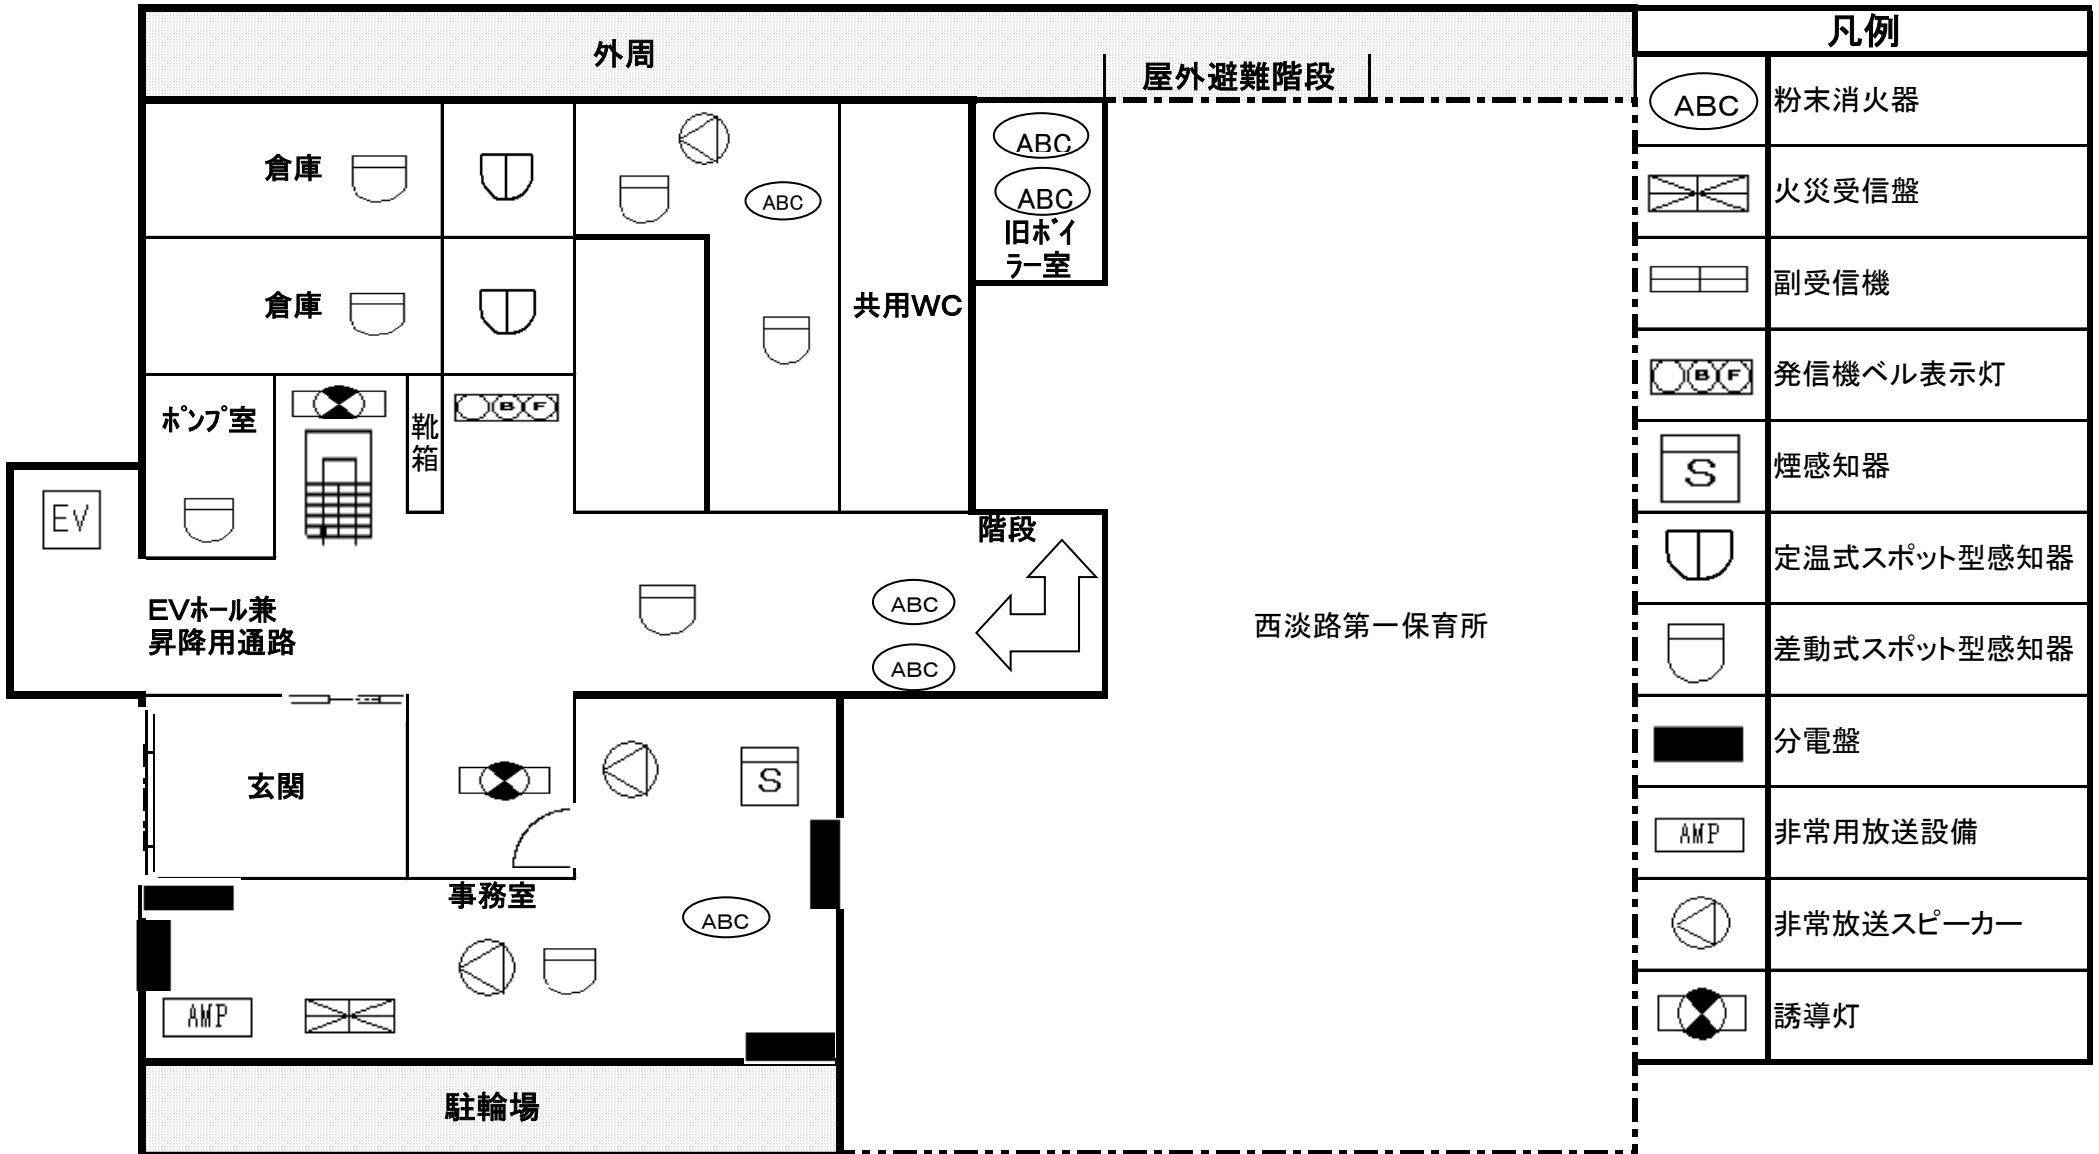 外周
屋外避難階段
倉庫
ABC
ABC
ABC
旧ﾎﾞｲ
ﾗｰ室
倉庫
共用WC
ﾎﾟﾝﾌﾟ室
靴
箱
B F
EV
階段
EVﾎｰﾙ兼
昇降用通路
ABC
ABC
西淡路第一保育所
玄関
S
事務室
ABC
AMP
駐輪場
凡例
ABC 粉末消火器
火災受信盤
副受信機
B F 発信機ベル表示灯
S 煙感知器
定温式スポット型感知器
差動式スポット型感知器
分電盤
AMP 非常用放送設備
非常放送スピーカー
誘導灯